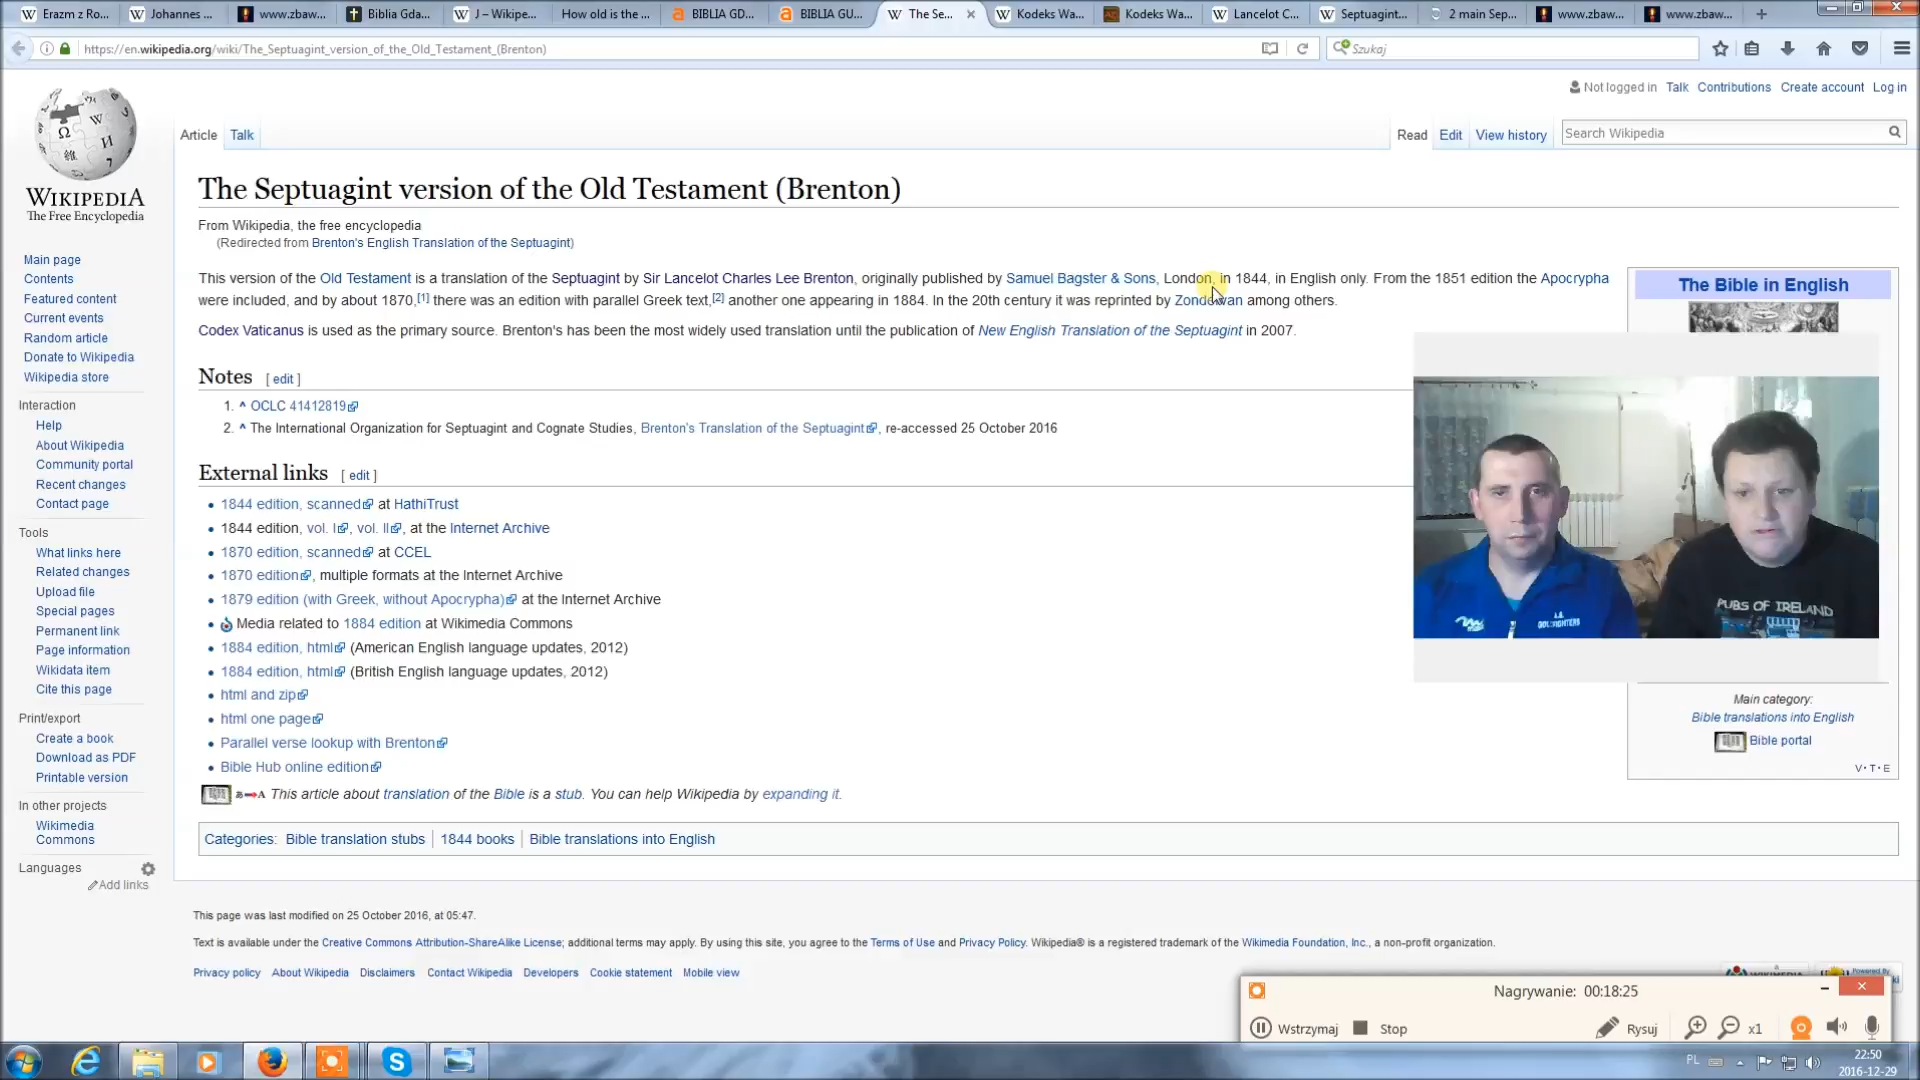 Erazm z Ro...
Johannes ...
www.zbaw...
Biblia Gda...
J – Wikipe...
How old is the ...
BIBLIA GD...
BIBLIA GU...
The Se...
Kodeks Wa...
Kodeks Wa...
Lancelot C...
Septuagint...
2 main Sep...
www.zbaw...
www.zbaw...
https://en.wikipedia.org/wiki/The_Septuagint_version_of_the_Old_Testament_(Brenton)
Szukaj
Not logged in Talk Contributions Create account Log in
Article Talk
Read Edit View history
Search Wikipedia
WIKIPEDIA
The Free Encyclopedia
Main page
Contents
Featured content
Current events
Random article
Donate to Wikipedia
Wikipedia store
Interaction
Help
About Wikipedia
Community portal
Recent changes
Contact page
Tools
What links here
Related changes
Upload file
Special pages
Permanent link
Page information
Wikidata item
Cite this page
Print/export
Create a book
Download as PDF
Printable version
In other projects
Wikimedia
Commons
Languages
Add links
The Septuagint version of the Old Testament (Brenton)
From Wikipedia, the free encyclopedia
(Redirected from Brenton's English Translation of the Septuagint)
This version of the Old Testament is a translation of the Septuagint by Sir Lancelot Charles Lee Brenton, originally published by Samuel Bagster & Sons, London, in 1844, in English only. From the 1851 edition the Apocrypha
were included, and by about 1870,[1] there was an edition with parallel Greek text,[2] another one appearing in 1884. In the 20th century it was reprinted by Zondervan among others.
Codex Vaticanus is used as the primary source. Brenton's has been the most widely used translation until the publication of New English Translation of the Septuagint in 2007.
Notes [ edit ]
1. ^ OCLC 41412819
2. ^ The International Organization for Septuagint and Cognate Studies, Brenton's Translation of the Septuagint, re-accessed 25 October 2016
External links [ edit ]
• 1844 edition, scanned at HathiTrust
• 1844 edition, vol. I, vol. II, at the Internet Archive
• 1870 edition, scanned at CCEL
• 1870 edition, multiple formats at the Internet Archive
• 1879 edition (with Greek, without Apocrypha) at the Internet Archive
• Media related to 1884 edition at Wikimedia Commons
• 1884 edition, html (American English language updates, 2012)
• 1884 edition, html (British English language updates, 2012)
• html and zip
• html one page
• Parallel verse lookup with Brenton
• Bible Hub online edition
This article about translation of the Bible is a stub. You can help Wikipedia by expanding it.
Categories: Bible translation stubs | 1844 books | Bible translations into English
The Bible in English
PUBS OF IRELAND
Main category:
Bible translations into English
Bible portal
V·T·E
This page was last modified on 25 October 2016, at 05:47.
Text is available under the Creative Commons Attribution-ShareAlike License; additional terms may apply. By using this site, you agree to the Terms of Use and Privacy Policy. Wikipedia® is a registered trademark of the Wikimedia Foundation, Inc., a non-profit organization.
Privacy policy About Wikipedia Disclaimers Contact Wikipedia Developers Cookie statement Mobile view
Powered By
Nagrywanie: 00:18:25
Wstrzymaj Stop Rysuj x1
PL
22:50
2016-12-29